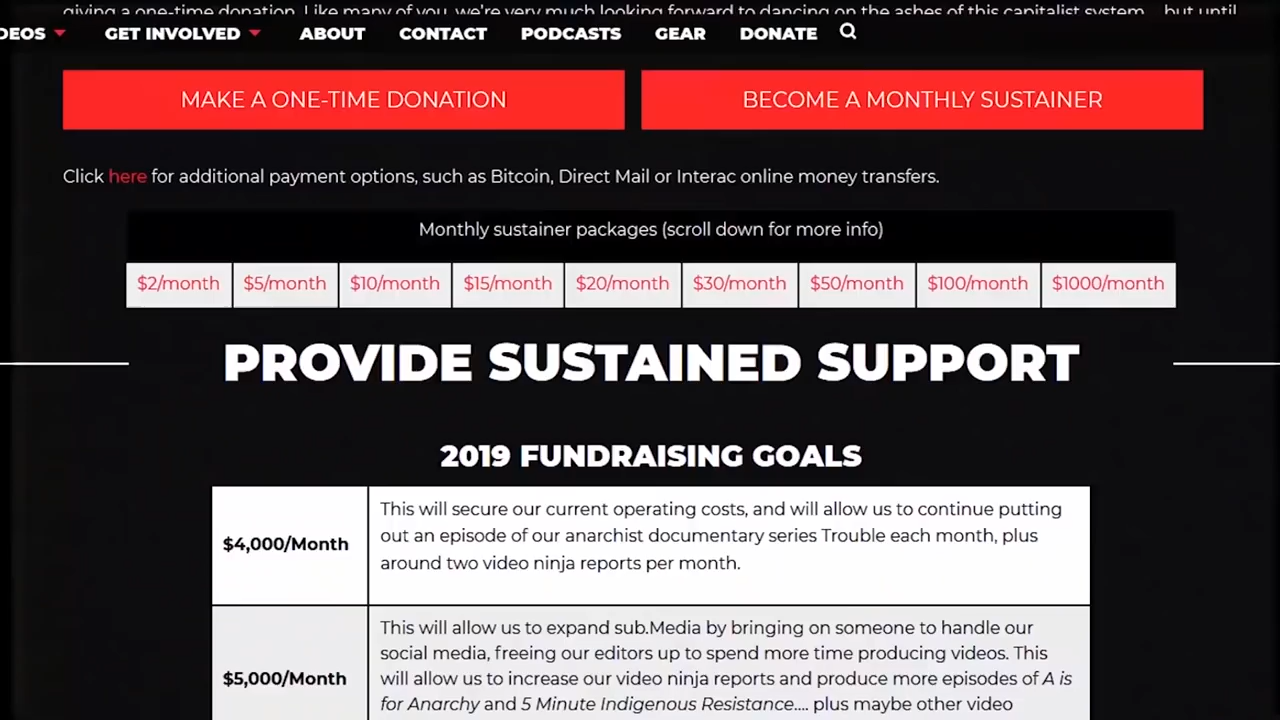 giving a one-time donation. Like many of you, we're very much looking forward to dancing on the ashes of this capitalist system... but until
DEOS GET INVOLVED ABOUT CONTACT PODCASTS GEAR DONATE
MAKE A ONE-TIME DONATION BECOME A MONTHLY SUSTAINER
Click here for additional payment options, such as Bitcoin, Direct Mail or Interac online money transfers.
Monthly sustainer packages (scroll down for more info)
$2/month $5/month $10/month $15/month $20/month $30/month $50/month $100/month $1000/month
PROVIDE SUSTAINED SUPPORT
2019 FUNDRAISING GOALS
$4,000/Month
This will secure our current operating costs, and will allow us to continue putting
out an episode of our anarchist documentary series Trouble each month, plus
around two video ninja reports per month.
$5,000/Month
This will allow us to expand sub.Media by bringing on someone to handle our
social media, freeing our editors up to spend more time producing videos. This
will allow us to increase our video ninja reports and produce more episodes of A is
for Anarchy and 5 Minute Indigenous Resistance.... plus maybe other video